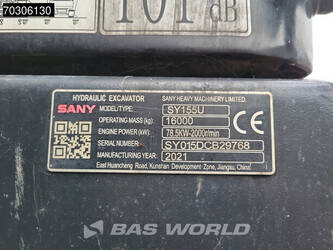 70306130
101 dB
HYDRAULIC EXCAVATOR
SANY HEAVY MACHINERY LIMITED.
SANY
MODEL/TYPE: SY155U
OPERATING MASS(kg): 16000
ENGINE POWER(kW): 78.5KW-2000r/min
SERIAL NUMBER: SY015DCB29768
MANUFACTURING YEAR: 2021
East Huancheng Road, Kunshan Development-Zone, Jiangsu, China
BAS WORLD